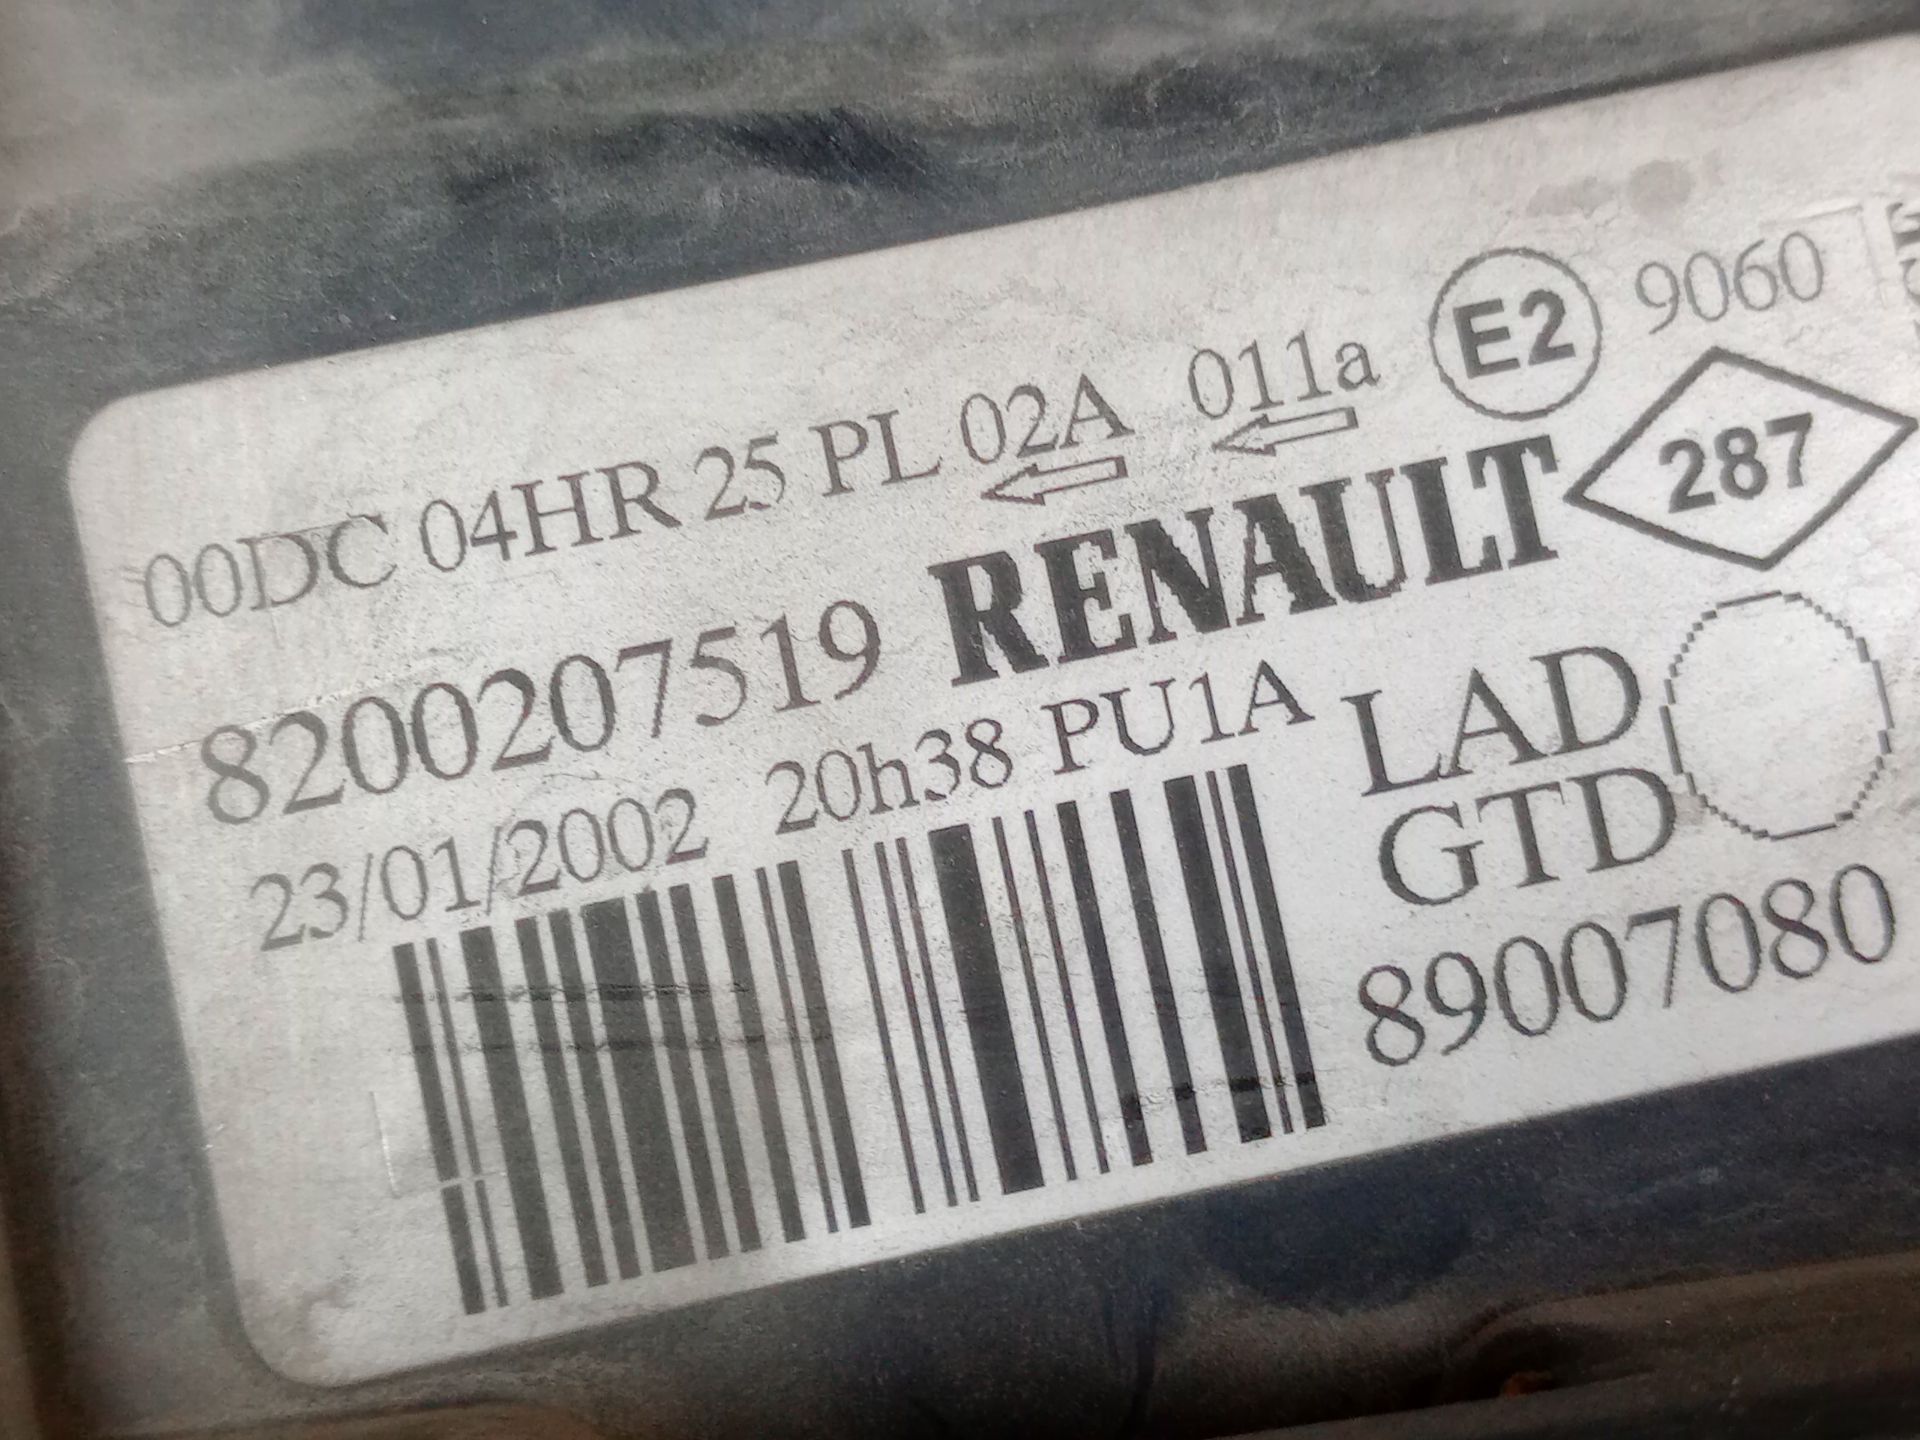 00DC 04HR 25 PL 02A 011a E2 9060
8200207519 RENAULT 287
23/01/2002 20h38 PU1A LAD
GTD
89007080